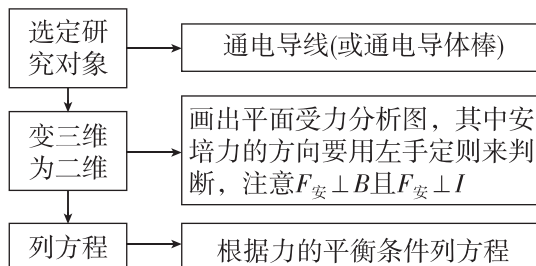 选定研
究对象
通电导线(或通电导体棒)
变三维
为二维
画出平面受力分析图，其中安
培力的方向要用左手定则来判
断，注意F安⊥B且F安⊥I
列方程
根据力的平衡条件列方程